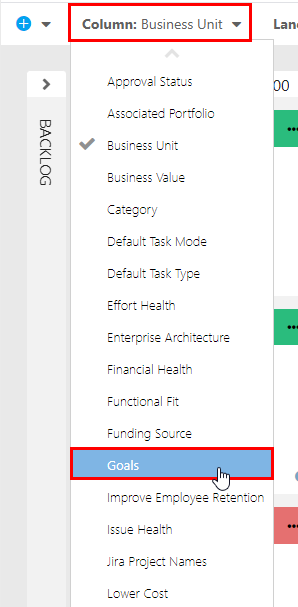 Column: Business Unit
Lan
Approval Status
Associated Portfolio
00
Business Unit
BACKLOG
Business Value
Category
Default Task Mode
Default Task Type
Effort Health
Enterprise Architecture
Financial Health
Functional Fit
Funding Source
Goals
Improve Employee Retention
Issue Health
Jira Project Names
Lower Cost